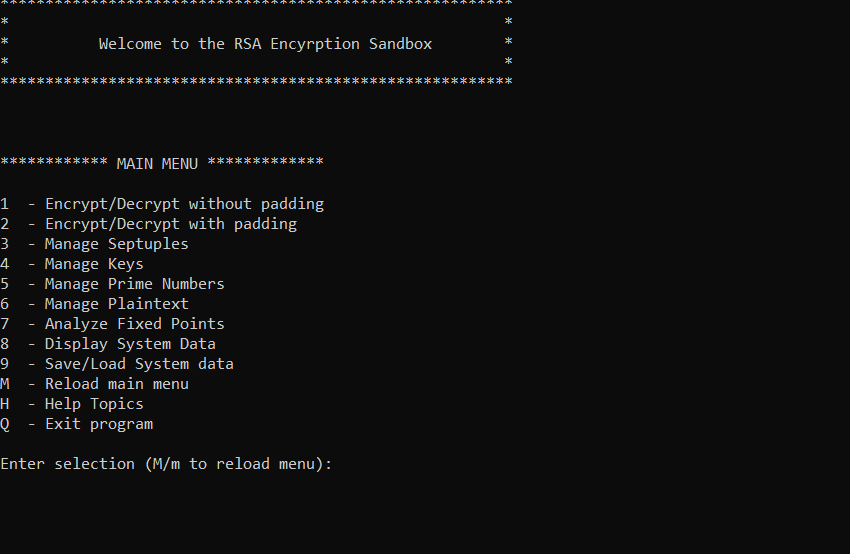 *********************************************************
*                                                       *
*          Welcome to the RSA Encyrption Sandbox        *
*                                                       *
*********************************************************
************ MAIN MENU *************
1  - Encrypt/Decrypt without padding
2  - Encrypt/Decrypt with padding
3  - Manage Septuples
4  - Manage Keys
5  - Manage Prime Numbers
6  - Manage Plaintext
7  - Analyze Fixed Points
8  - Display System Data
9  - Save/Load System data
M  - Reload main menu
H  - Help Topics
Q  - Exit program
Enter selection (M/m to reload menu):